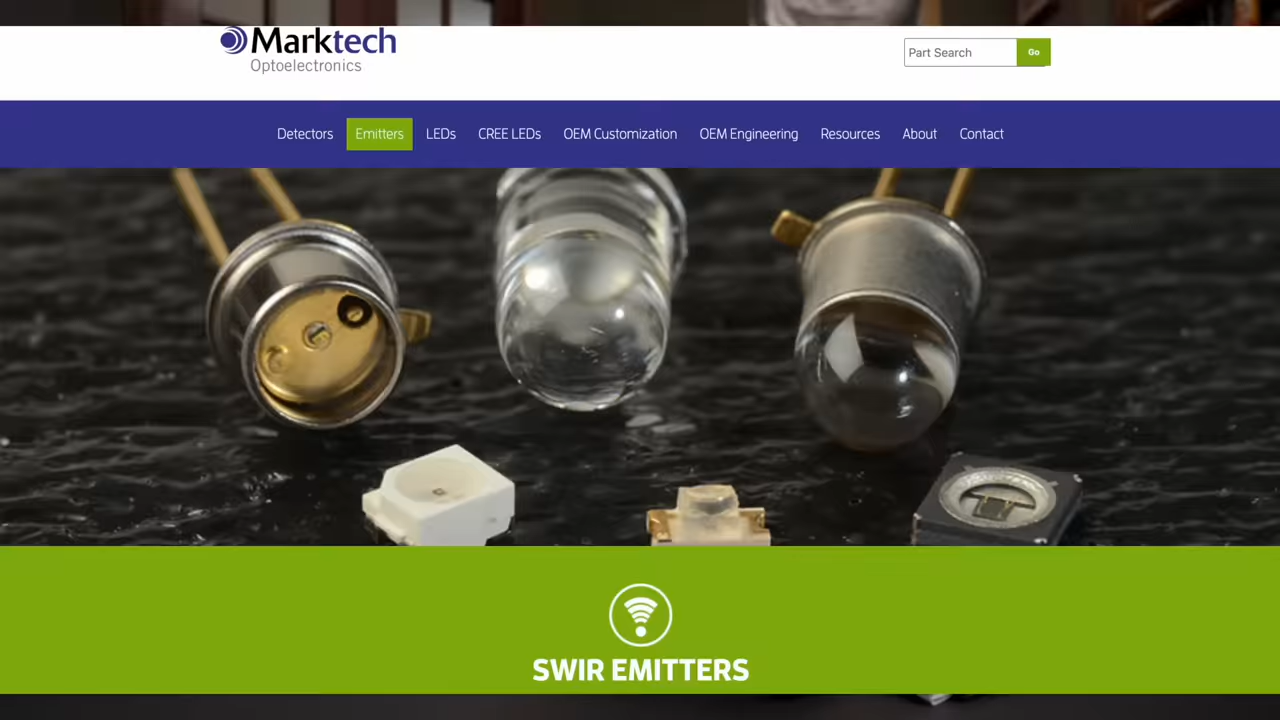 Marktech
Optoelectronics
Part Search
Go
Detectors
Emitters
LEDs
CREE LEDs
OEM Customization
OEM Engineering
Resources
About
Contact
SWIR EMITTERS